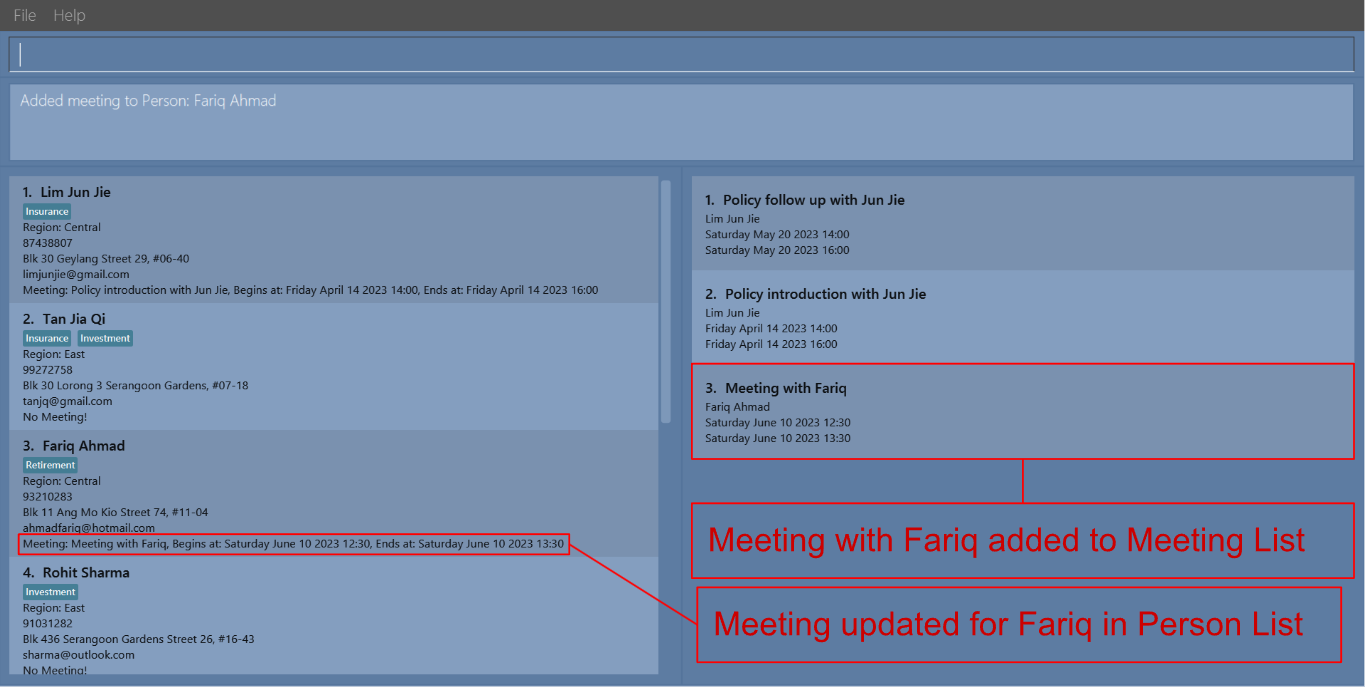 File Help
Added meeting to Person: Fariq Ahmad
1. Lim Jun Jie
Insurance
Region: Central
87438807
Blk 30 Geylang Street 29, #06-40
limjunjie@gmail.com
Meeting: Policy introduction with Jun Jie, Begins at: Friday April 14 2023 14:00, Ends at: Friday April 14 2023 16:00
2. Tan Jia Qi
Insurance Investment
Region: East
99272758
Blk 30 Lorong 3 Serangoon Gardens, #07-18
tanjq@gmail.com
No Meeting!
3. Fariq Ahmad
Retirement
Region: Central
93210283
Blk 11 Ang Mo Kio Street 74, #11-04
ahmadfariq@hotmail.com
Meeting: Meeting with Fariq, Begins at: Saturday June 10 2023 12:30, Ends at: Saturday June 10 2023 13:30
4. Rohit Sharma
Investment
Region: East
91031282
Blk 436 Serangoon Gardens Street 26, #16-43
sharma@outlook.com
No Meeting!
1. Policy follow up with Jun Jie
Lim Jun Jie
Saturday May 20 2023 14:00
Saturday May 20 2023 16:00
2. Policy introduction with Jun Jie
Lim Jun Jie
Friday April 14 2023 14:00
Friday April 14 2023 16:00
3. Meeting with Fariq
Fariq Ahmad
Saturday June 10 2023 12:30
Saturday June 10 2023 13:30
Meeting with Fariq added to Meeting List
Meeting updated for Fariq in Person List